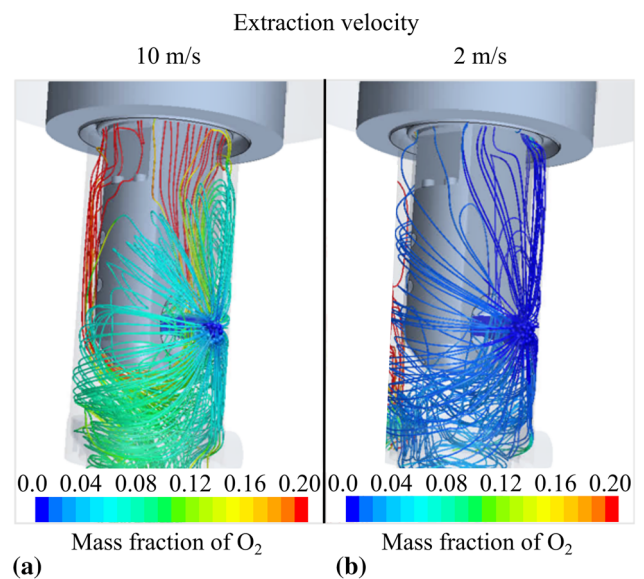 Extraction velocity
10 m/s 2 m/s
0.0 0.04 0.08 0.12 0.16 0.20 0.0 0.04 0.08 0.12 0.16 0.20
Mass fraction of O₂ Mass fraction of O₂
(a) (b)